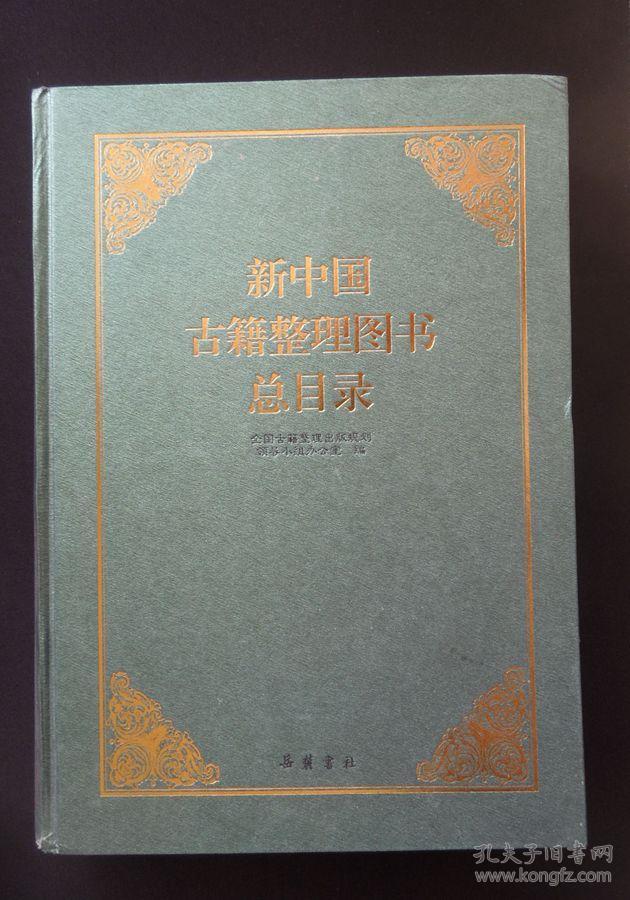 新中国
古籍整理图书
总目录
全国古籍整理出版规划
领导小组办公室 编
岳麓书社
孔夫子旧书网
www.kongfz.com